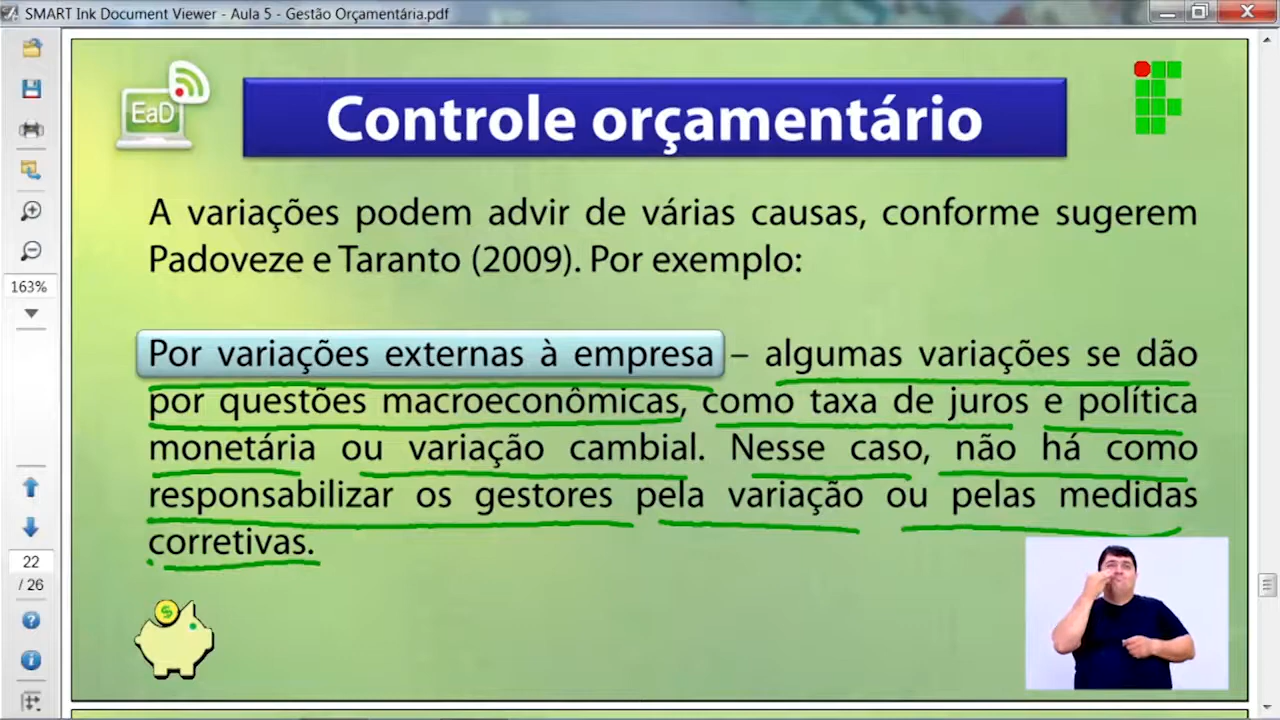 SMART Ink Document Viewer - Aula 5 - Gestão Orçamentária.pdf
EaD
Controle orçamentário
A variações podem advir de várias causas, conforme sugerem
Padoveze e Taranto (2009). Por exemplo:
Por variações externas à empresa – algumas variações se dão
por questões macroeconômicas, como taxa de juros e política
monetária ou variação cambial. Nesse caso, não há como
responsabilizar os gestores pela variação ou pelas medidas
corretivas.
163%
22
/ 26
$